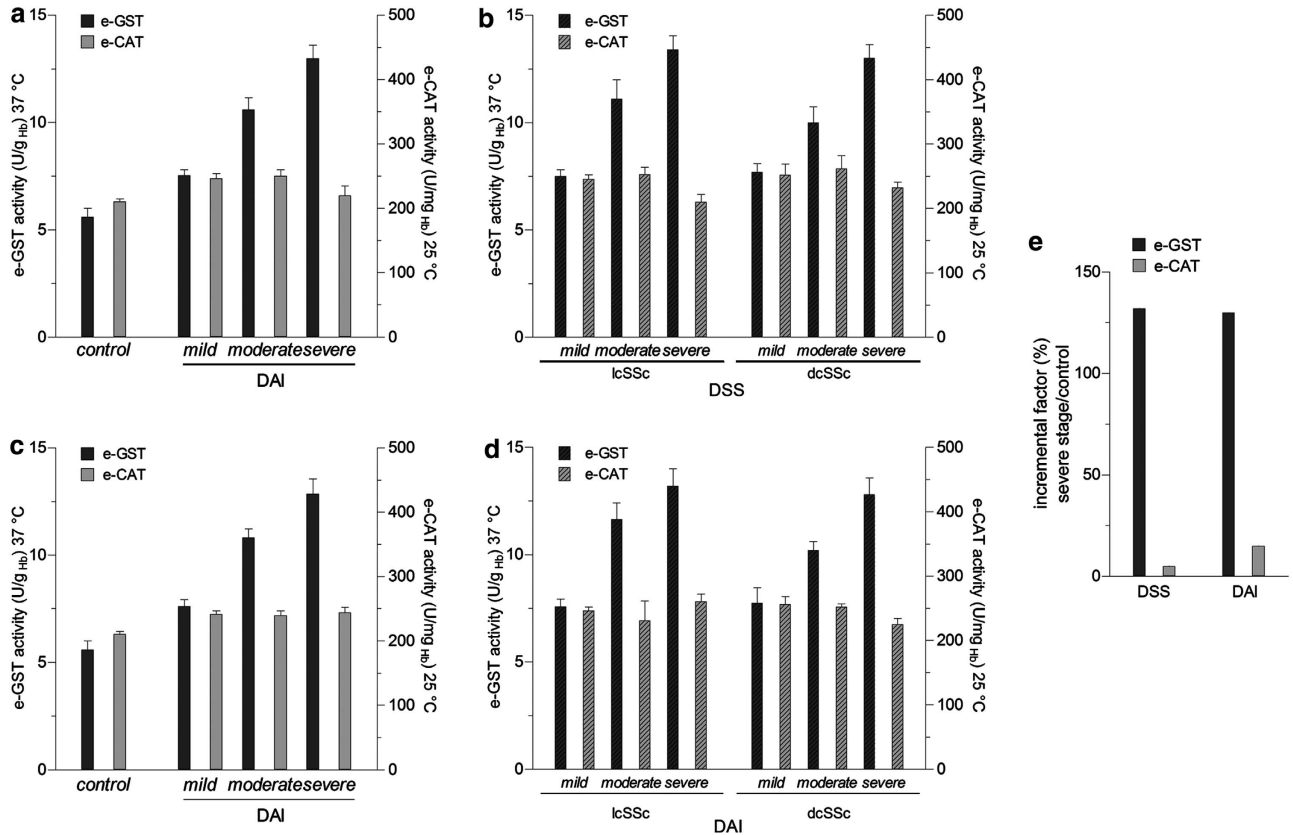 a
e-GST
e-CAT
15
10
5
0
e-GST activity (U/g Hb) 37 °C
500
400
300
200
100
0
e-CAT activity (U/mg Hb) 25 °C
control
mild moderate severe
DAI
b
e-GST
e-CAT
15
10
5
0
e-GST activity (U/g Hb) 37 °C
500
400
300
200
100
0
e-CAT activity (U/mg Hb) 25 °C
mild moderate severe mild moderate severe
lcSSc dcSSc
DSS
c
e-GST
e-CAT
15
10
5
0
e-GST activity (U/g Hb) 37 °C
500
400
300
200
100
0
e-CAT activity (U/mg Hb) 25 °C
control
mild moderate severe
DAI
d
e-GST
e-CAT
15
10
5
0
e-GST activity (U/g Hb) 37 °C
500
400
300
200
100
0
e-CAT activity (U/mg Hb) 25 °C
mild moderate severe mild moderate severe
lcSSc dcSSc
DAI
e
e-GST
e-CAT
150
100
50
0
incremental factor (%)
severe stage/control
DSS DAI